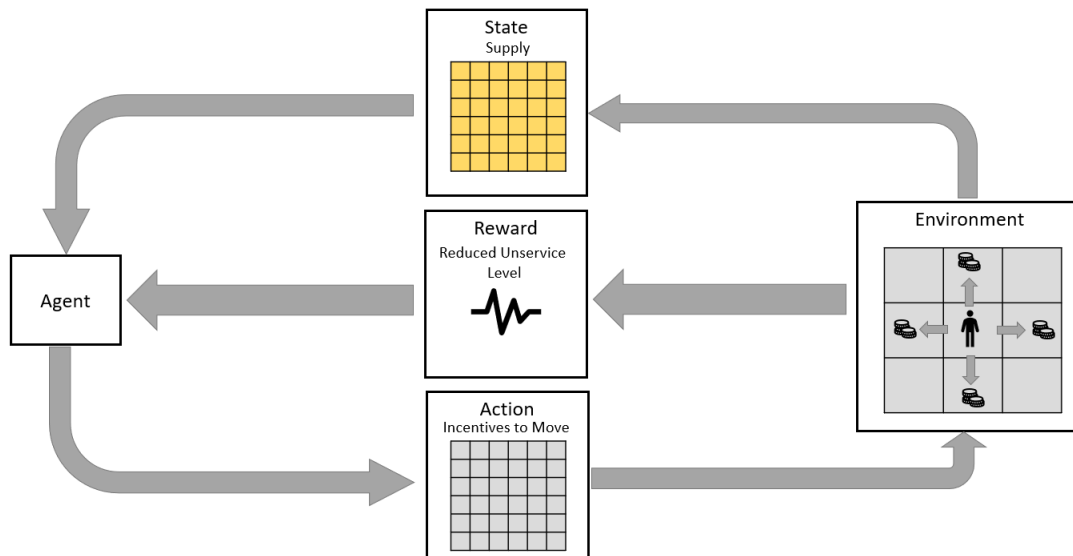 State
Supply
Reward
Reduced Unservice
Level
Environment
Agent
Action
Incentives to Move